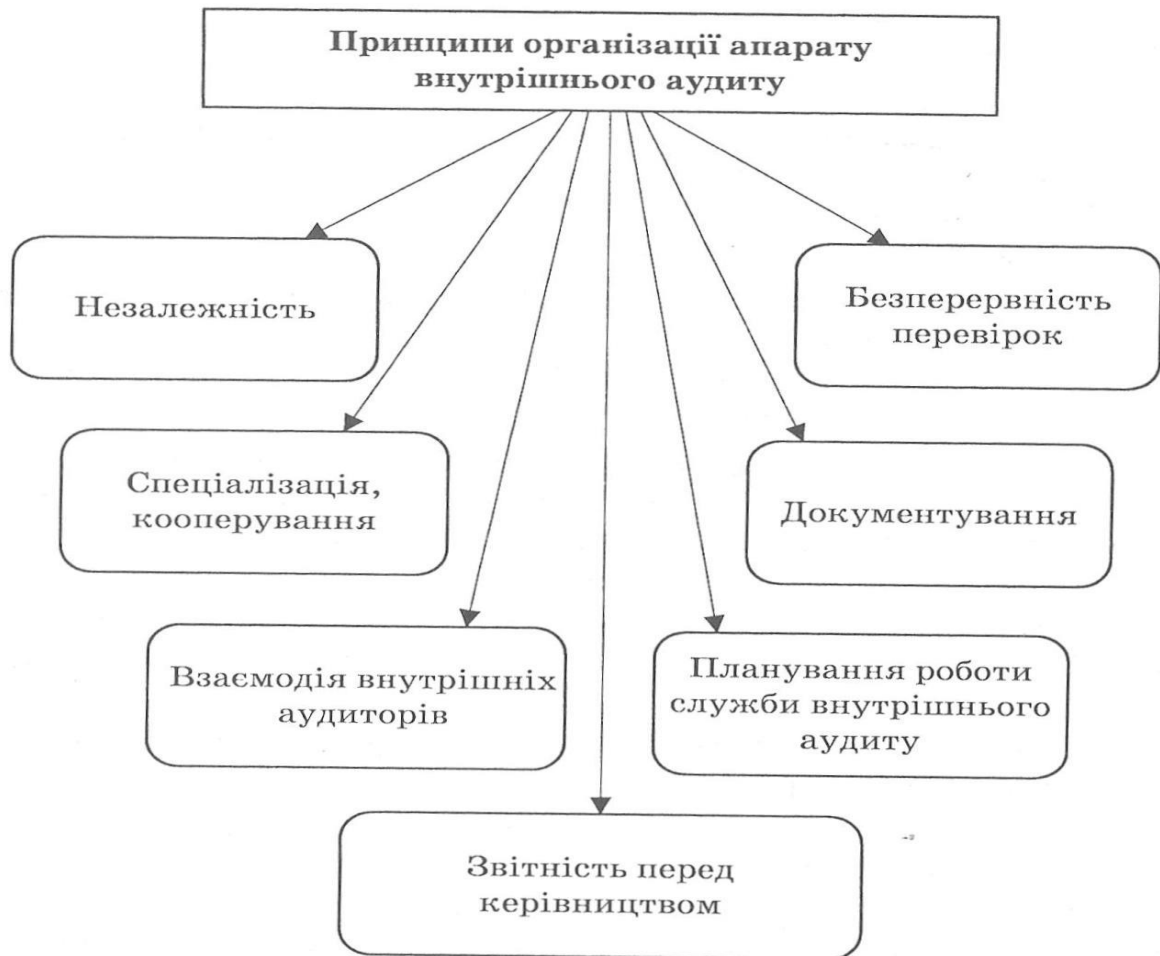 Принципи організації апарату
внутрішнього аудиту
Незалежність
Безперервність
перевірок
Спеціалізація,
кооперування
Документування
Взаємодія внутрішніх
аудиторів
Планування роботи
служби внутрішнього
аудиту
Звітність перед
керівництвом